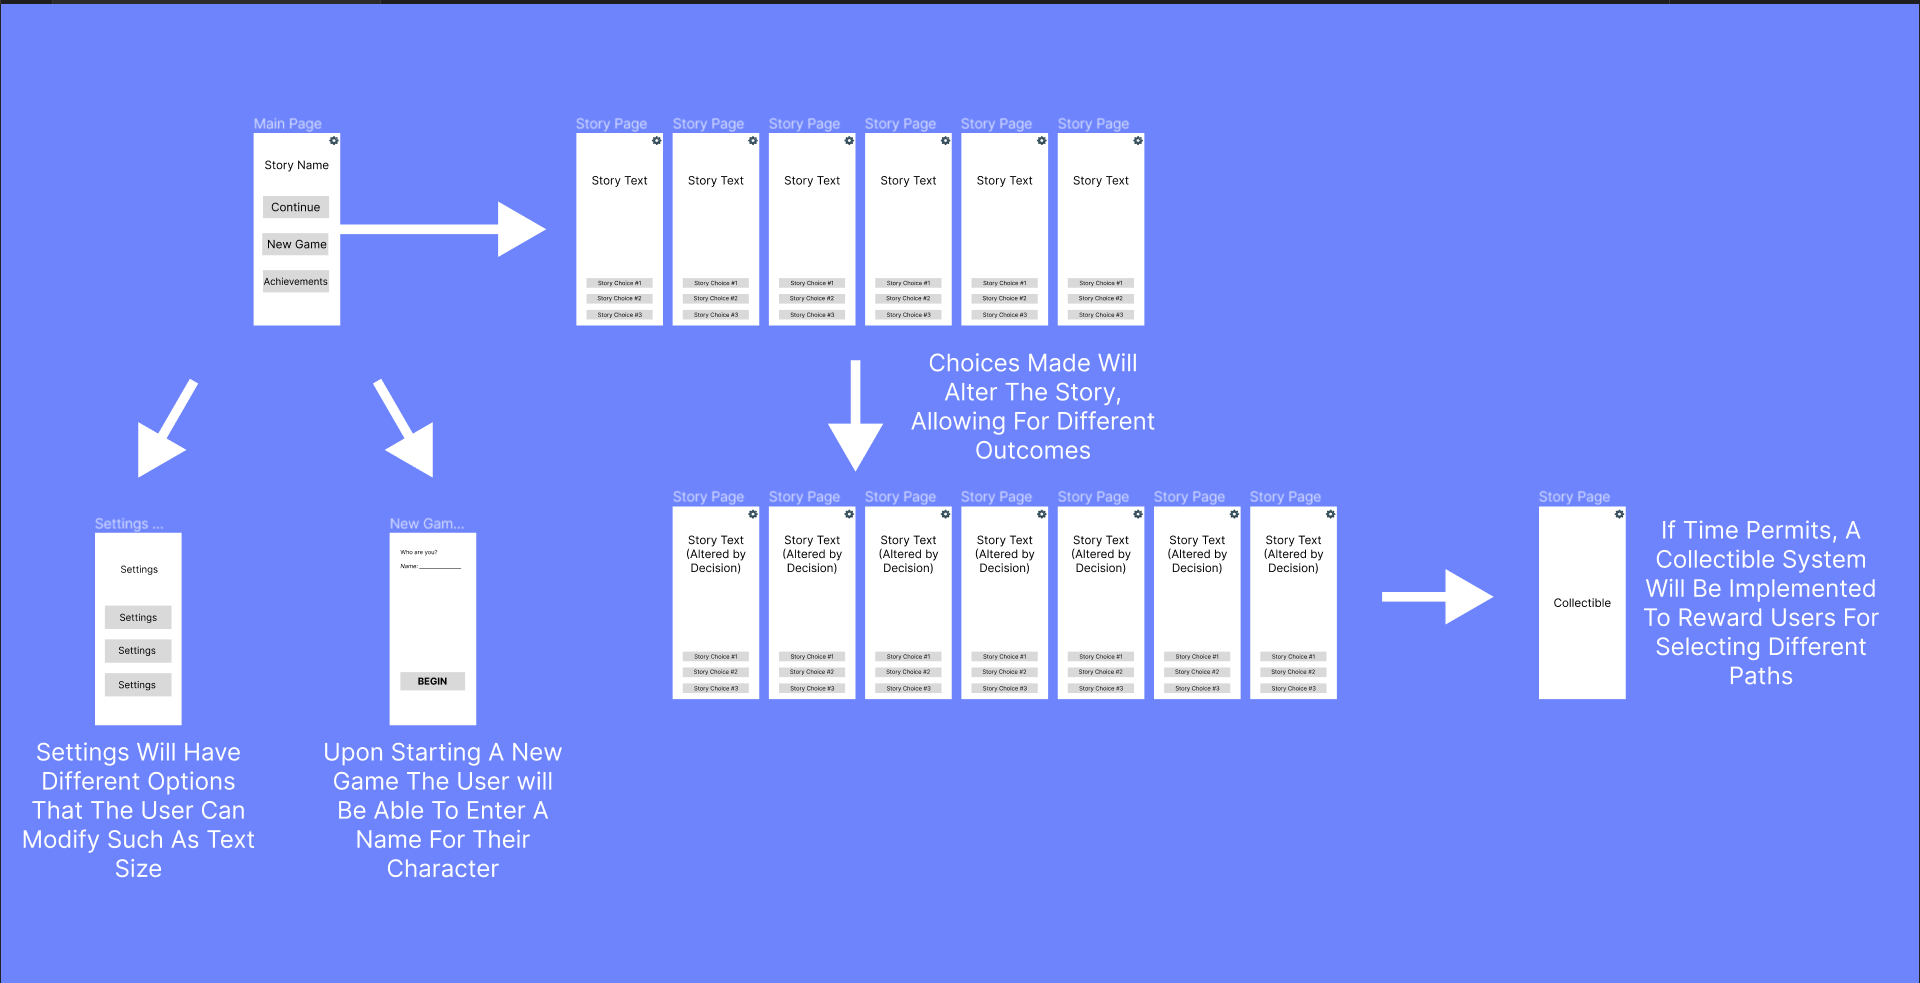 Main Page
Story Name
Continue
New Game
Achievements
Story Page
Story Text
Story Choice #1
Story Choice #2
Story Choice #3
Story Page
Story Text
Story Choice #1
Story Choice #2
Story Choice #3
Story Page
Story Text
Story Choice #1
Story Choice #2
Story Choice #3
Story Page
Story Text
Story Choice #1
Story Choice #2
Story Choice #3
Story Page
Story Text
Story Choice #1
Story Choice #2
Story Choice #3
Story Page
Story Text
Story Choice #1
Story Choice #2
Story Choice #3
Choices Made Will
Alter The Story,
Allowing For Different
Outcomes
Settings ...
Settings
Settings
Settings
Settings
Settings Will Have
Different Options
That The User Can
Modify Such As Text
Size
New Gam...
Who are you?
Name: ____________
BEGIN
Upon Starting A New
Game The User will
Be Able To Enter A
Name For Their
Character
Story Page
Story Text
(Altered by
Decision)
Story Choice #1
Story Choice #2
Story Choice #3
Story Page
Story Text
(Altered by
Decision)
Story Choice #1
Story Choice #2
Story Choice #3
Story Page
Story Text
(Altered by
Decision)
Story Choice #1
Story Choice #2
Story Choice #3
Story Page
Story Text
(Altered by
Decision)
Story Choice #1
Story Choice #2
Story Choice #3
Story Page
Story Text
(Altered by
Decision)
Story Choice #1
Story Choice #2
Story Choice #3
Story Page
Story Text
(Altered by
Decision)
Story Choice #1
Story Choice #2
Story Choice #3
Story Page
Story Text
(Altered by
Decision)
Story Choice #1
Story Choice #2
Story Choice #3
Story Page
Collectible
If Time Permits, A
Collectible System
Will Be Implemented
To Reward Users For
Selecting Different
Paths